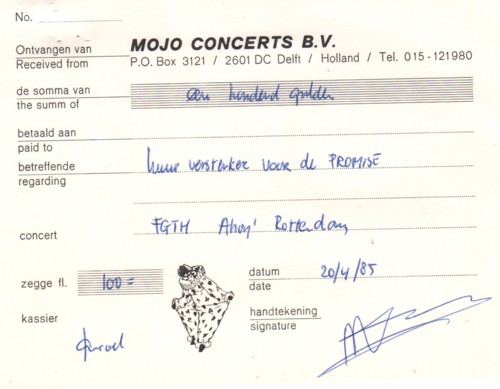 No.
Ontvangen van MOJO CONCERTS B.V.
Received from P.O. Box 3121 / 2601 DC Delft / Holland / Tel. 015-121980
de somma van een honderd gulden
the summ of
betaald aan
paid to
betreffende huur versterker voor de PROMISE
regarding
concert FGTH Ahoy' Rotterdam
zegge fl. 100=
datum 20/4/85
date
kassier
handtekening
signature